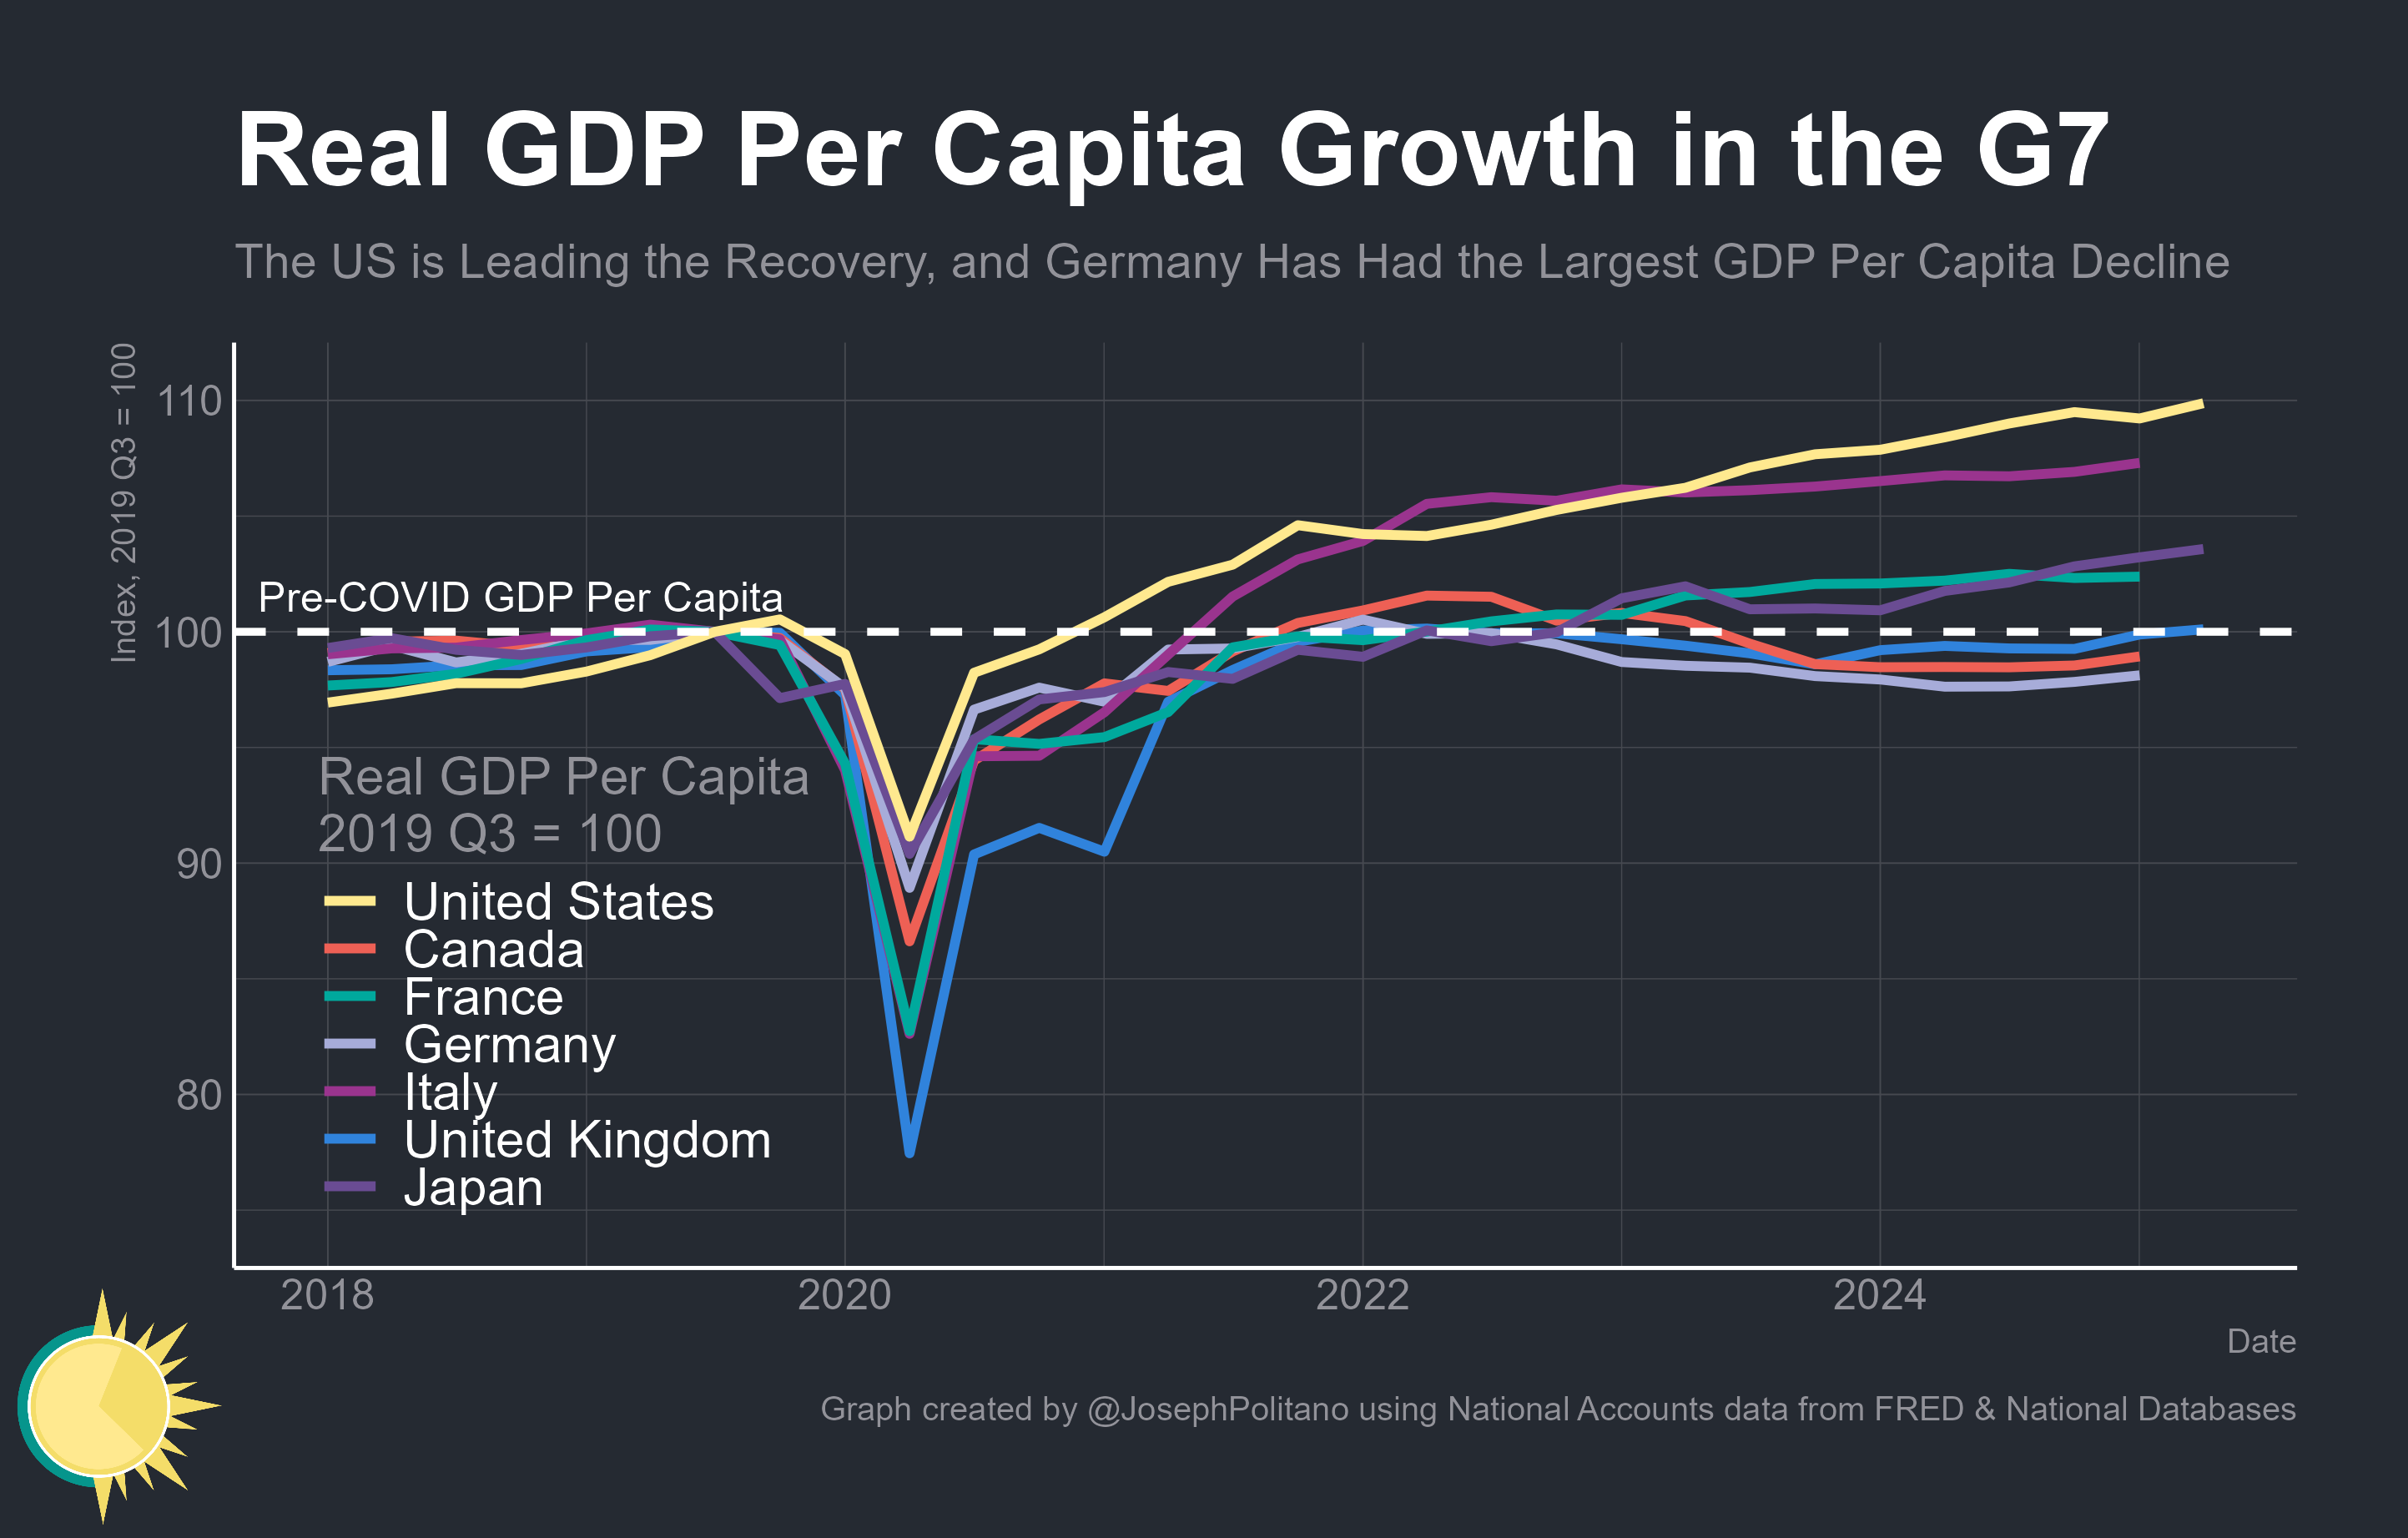 Real GDP Per Capita Growth in the G7
The US is Leading the Recovery, and Germany Has Had the Largest GDP Per Capita Decline
Index, 2019 Q3 = 100
110
100
90
80
Pre-COVID GDP Per Capita
Real GDP Per Capita
2019 Q3 = 100
United States
Canada
France
Germany
Italy
United Kingdom
Japan
2018 2020 2022 2024
Date
Graph created by @JosephPolitano using National Accounts data from FRED & National Databases